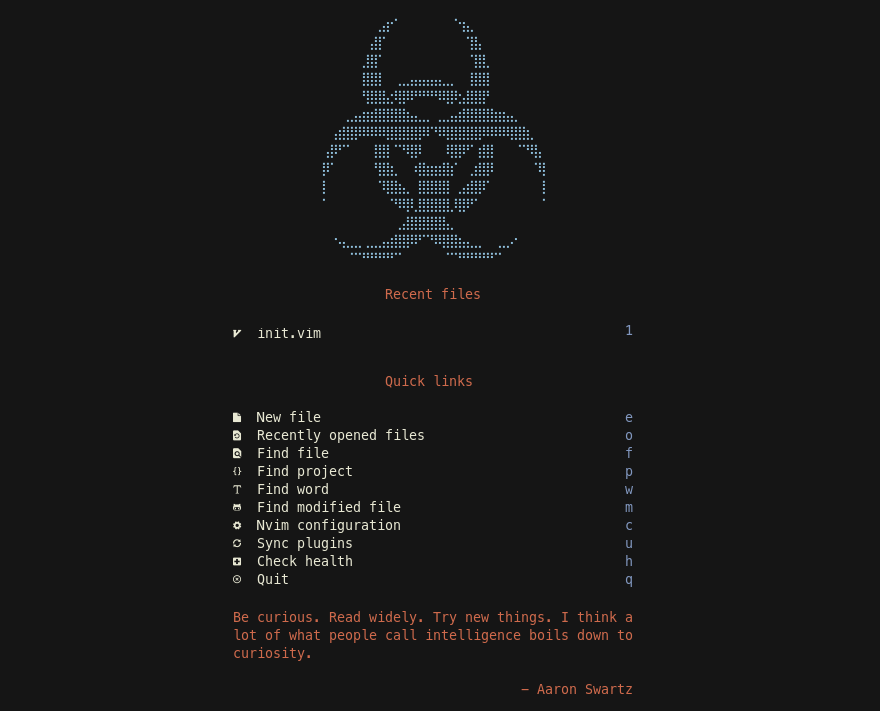 Recent files
init.vim 1
Quick links
New file e
Recently opened files o
Find file f
Find project p
Find word w
Find modified file m
Nvim configuration c
Sync plugins u
Check health h
Quit q
Be curious. Read widely. Try new things. I think a
lot of what people call intelligence boils down to
curiosity.
— Aaron Swartz